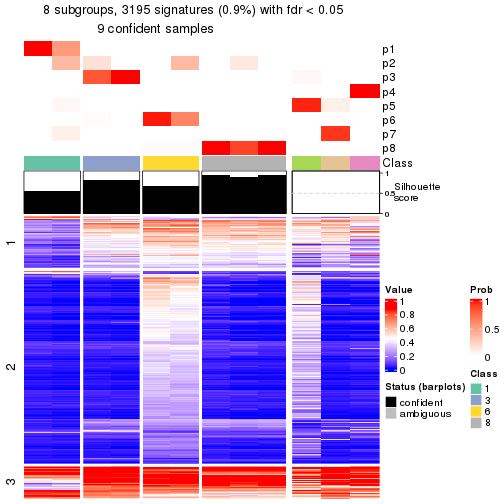 8 subgroups, 3195 signatures (0.9%) with fdr < 0.05
9 confident samples
p1
p2
p3
p4
p5
p6
p7
p8
Class
1
0.5
0
Silhouette
score
1
2
3
Value
1
0.8
0.6
0.4
0.2
0
Prob
1
0.5
0
Status (barplots)
confident
ambiguous
Class
1
3
6
8